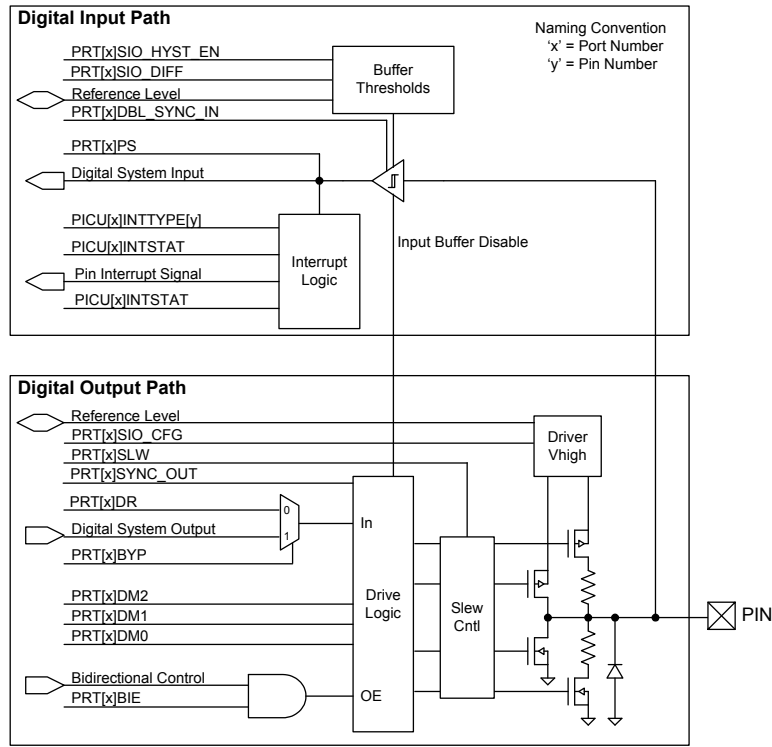 Digital Input Path
Naming Convention
'x' = Port Number
'y' = Pin Number
PRT[x]SIO_HYST_EN
PRT[x]SIO_DIFF
Reference Level
PRT[x]DBL_SYNC_IN
Buffer
Thresholds
PRT[x]PS
Digital System Input
PICU[x]INTTYPE[y]
PICU[x]INTSTAT
Pin Interrupt Signal
PICU[x]INTSTAT
Interrupt
Logic
Input Buffer Disable
Digital Output Path
Reference Level
PRT[x]SIO_CFG
PRT[x]SLW
PRT[x]SYNC_OUT
Driver
Vhigh
PRT[x]DR
Digital System Output
PRT[x]BYP
0
1
In
PRT[x]DM2
PRT[x]DM1
PRT[x]DM0
Drive
Logic
Slew
Cntl
PIN
Bidirectional Control
PRT[x]BIE
OE